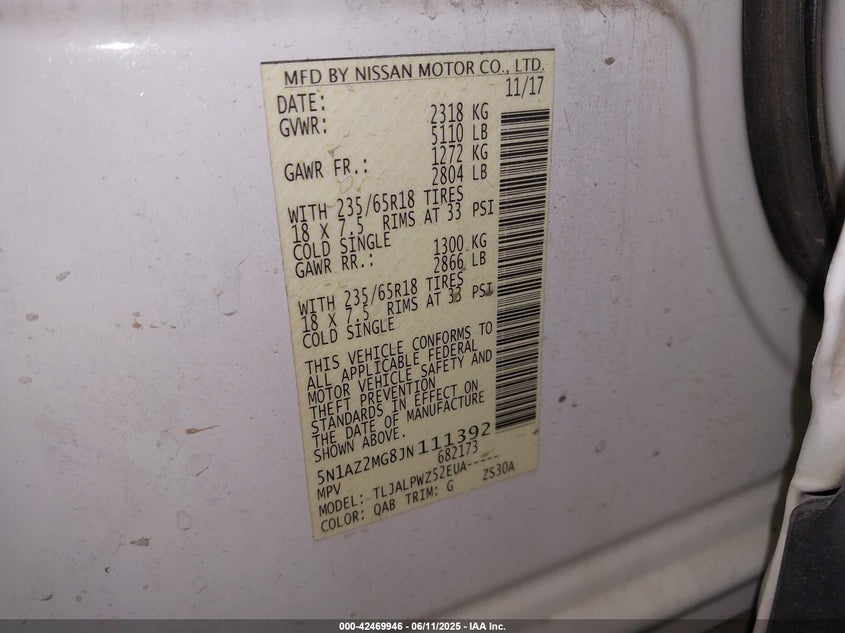 MFD BY NISSAN MOTOR CO., LTD.
DATE: 11/17
GVWR: 2318 KG
5110 LB
GAWR FR.: 1272 KG
2804 LB
WITH 235/65R18 TIRES
18 X 7.5 RIMS AT 33 PSI
COLD SINGLE
GAWR RR.: 1300 KG
2866 LB
WITH 235/65R18 TIRES
18 X 7.5 RIMS AT 33 PSI
COLD SINGLE
THIS VEHICLE CONFORMS TO
ALL APPLICABLE FEDERAL
MOTOR VEHICLE SAFETY AND
THEFT PREVENTION
STANDARDS IN EFFECT ON
THE DATE OF MANUFACTURE
SHOWN ABOVE.
5N1AZ2MG8JN111392
MPV 682173
MODEL: TLJALPWZ52EUA-----
COLOR: QAB TRIM: G ZS30A
000-42469946 - 06/11/2025 - IAA Inc.